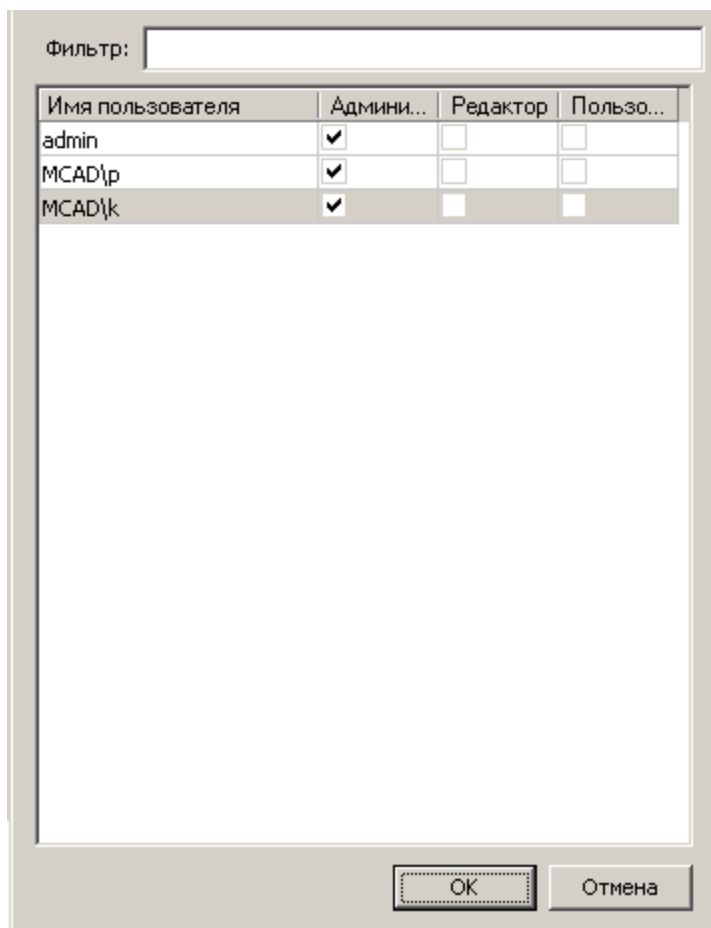 Фильтр:
Имя пользователя Админи... Редактор Пользо...
admin
MCAD\p
MCAD\k
OK Отмена